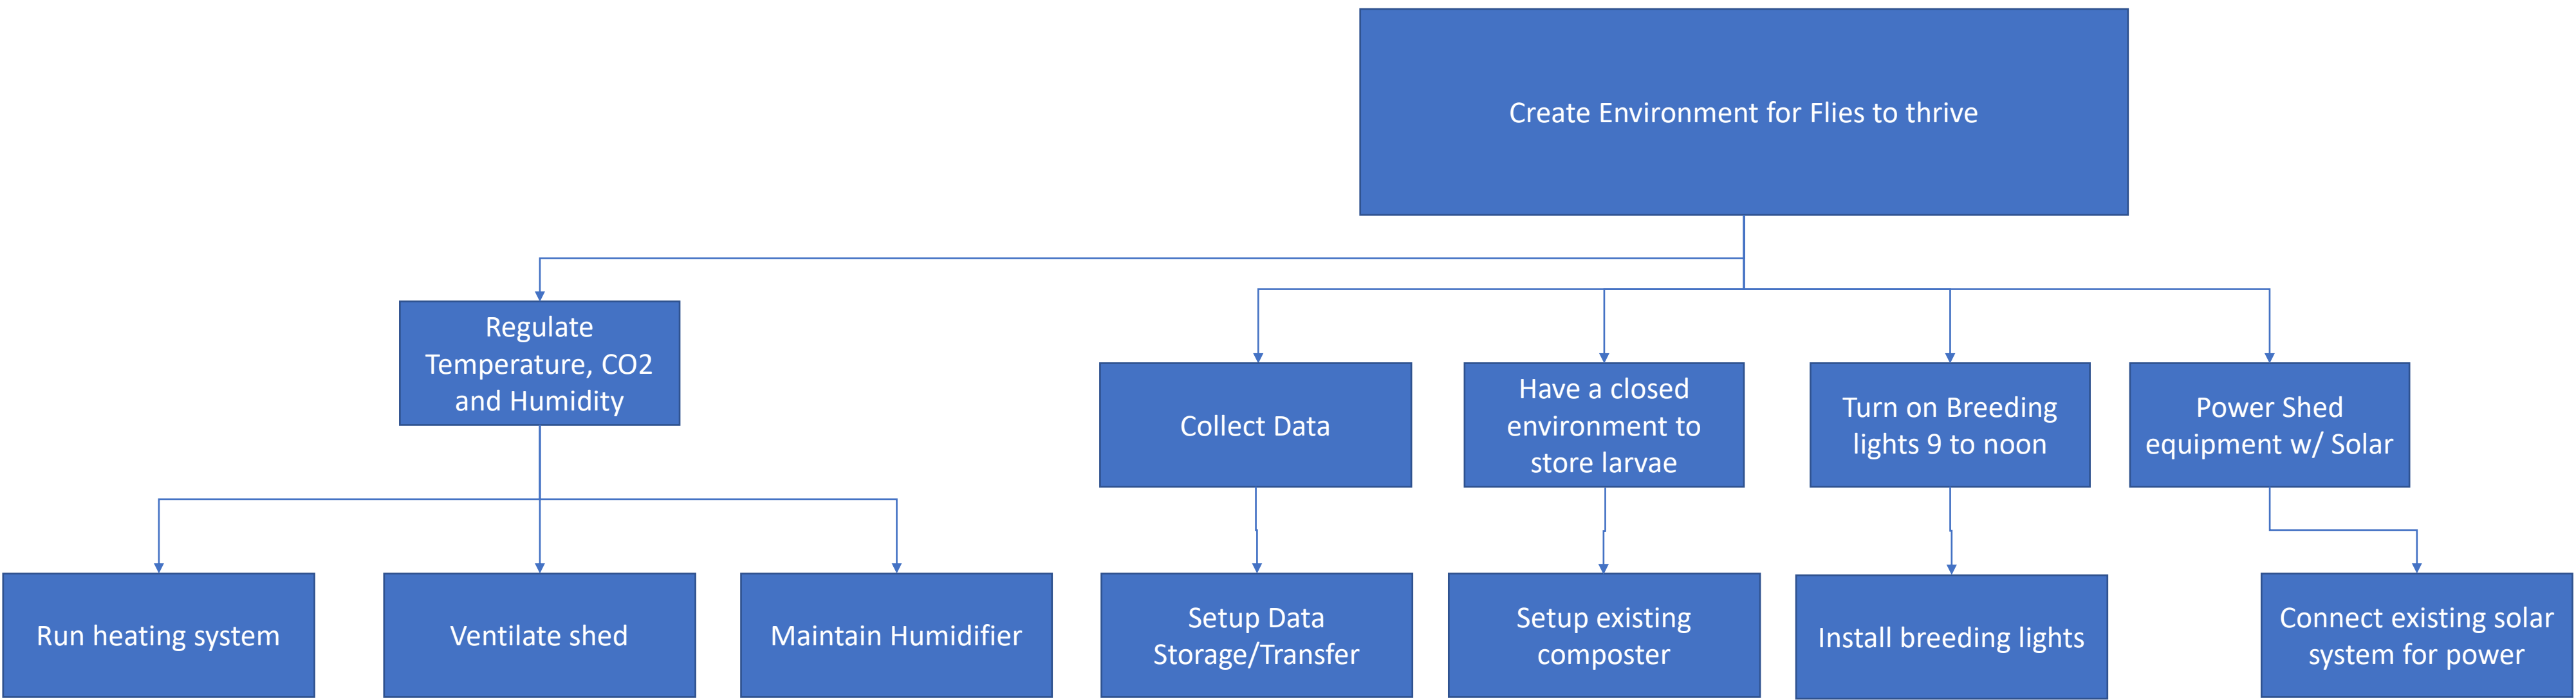 Create Environment for Flies to thrive
Regulate
Temperature, CO2
and Humidity
Collect Data
Have a closed
environment to
store larvae
Turn on Breeding
lights 9 to noon
Power Shed
equipment w/ Solar
Run heating system
Ventilate shed
Maintain Humidifier
Setup Data
Storage/Transfer
Setup existing
composter
Install breeding lights
Connect existing solar
system for power